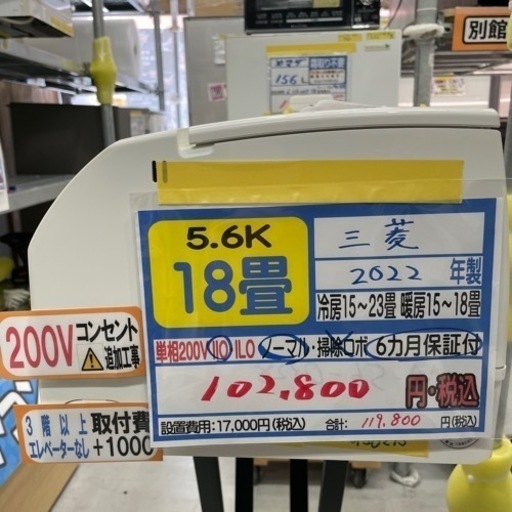 別館
156L
5.6K
18畳
三菱
2022 年製
冷房15～23畳 暖房15～18畳
単相200V IIO ILO ノーマル・掃除ロボ 6カ月保証付
102,800 円・税込
設置費用:17,000円(税込) 合計: 119,800 円(税込)
200V コンセント
追加工事
3階以上 取付費
エレベーターなし +1000